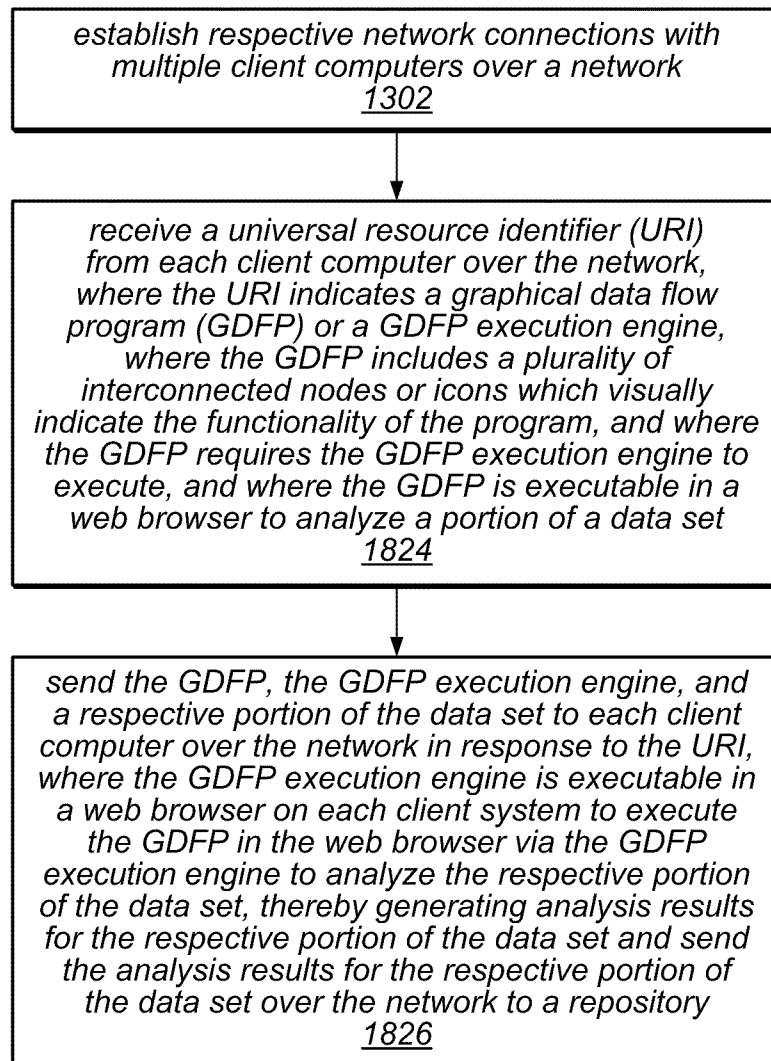 establish respective network connections with
multiple client computers over a network
1302
receive a universal resource identifier (URI)
from each client computer over the network,
where the URI indicates a graphical data flow
program (GDFP) or a GDFP execution engine,
where the GDFP includes a plurality of
interconnected nodes or icons which visually
indicate the functionality of the program, and where
the GDFP requires the GDFP execution engine to
execute, and where the GDFP is executable in a
web browser to analyze a portion of a data set
1824
send the GDFP, the GDFP execution engine, and
a respective portion of the data set to each client
computer over the network in response to the URI,
where the GDFP execution engine is executable in
a web browser on each client system to execute
the GDFP in the web browser via the GDFP
execution engine to analyze the respective portion
of the data set, thereby generating analysis results
for the respective portion of the data set and send
the analysis results for the respective portion of
the data set over the network to a repository
1826